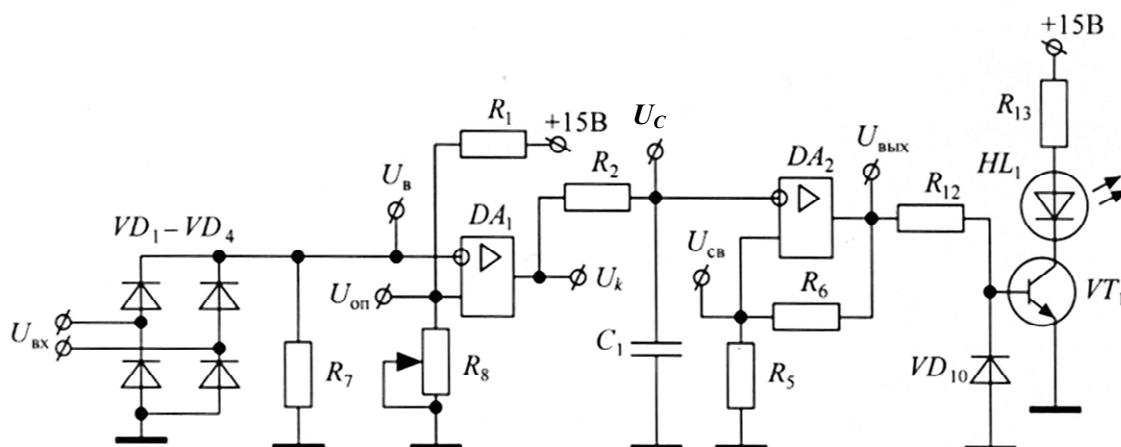 +15В
R13
R1
+15В
UC
Uвых
R2
DA2
R12
HL1
Uв
VD1–VD4
DA1
Uсв
Uоп
Uk
R6
VT1
Uвх
R7
R8
C1
R5
VD10